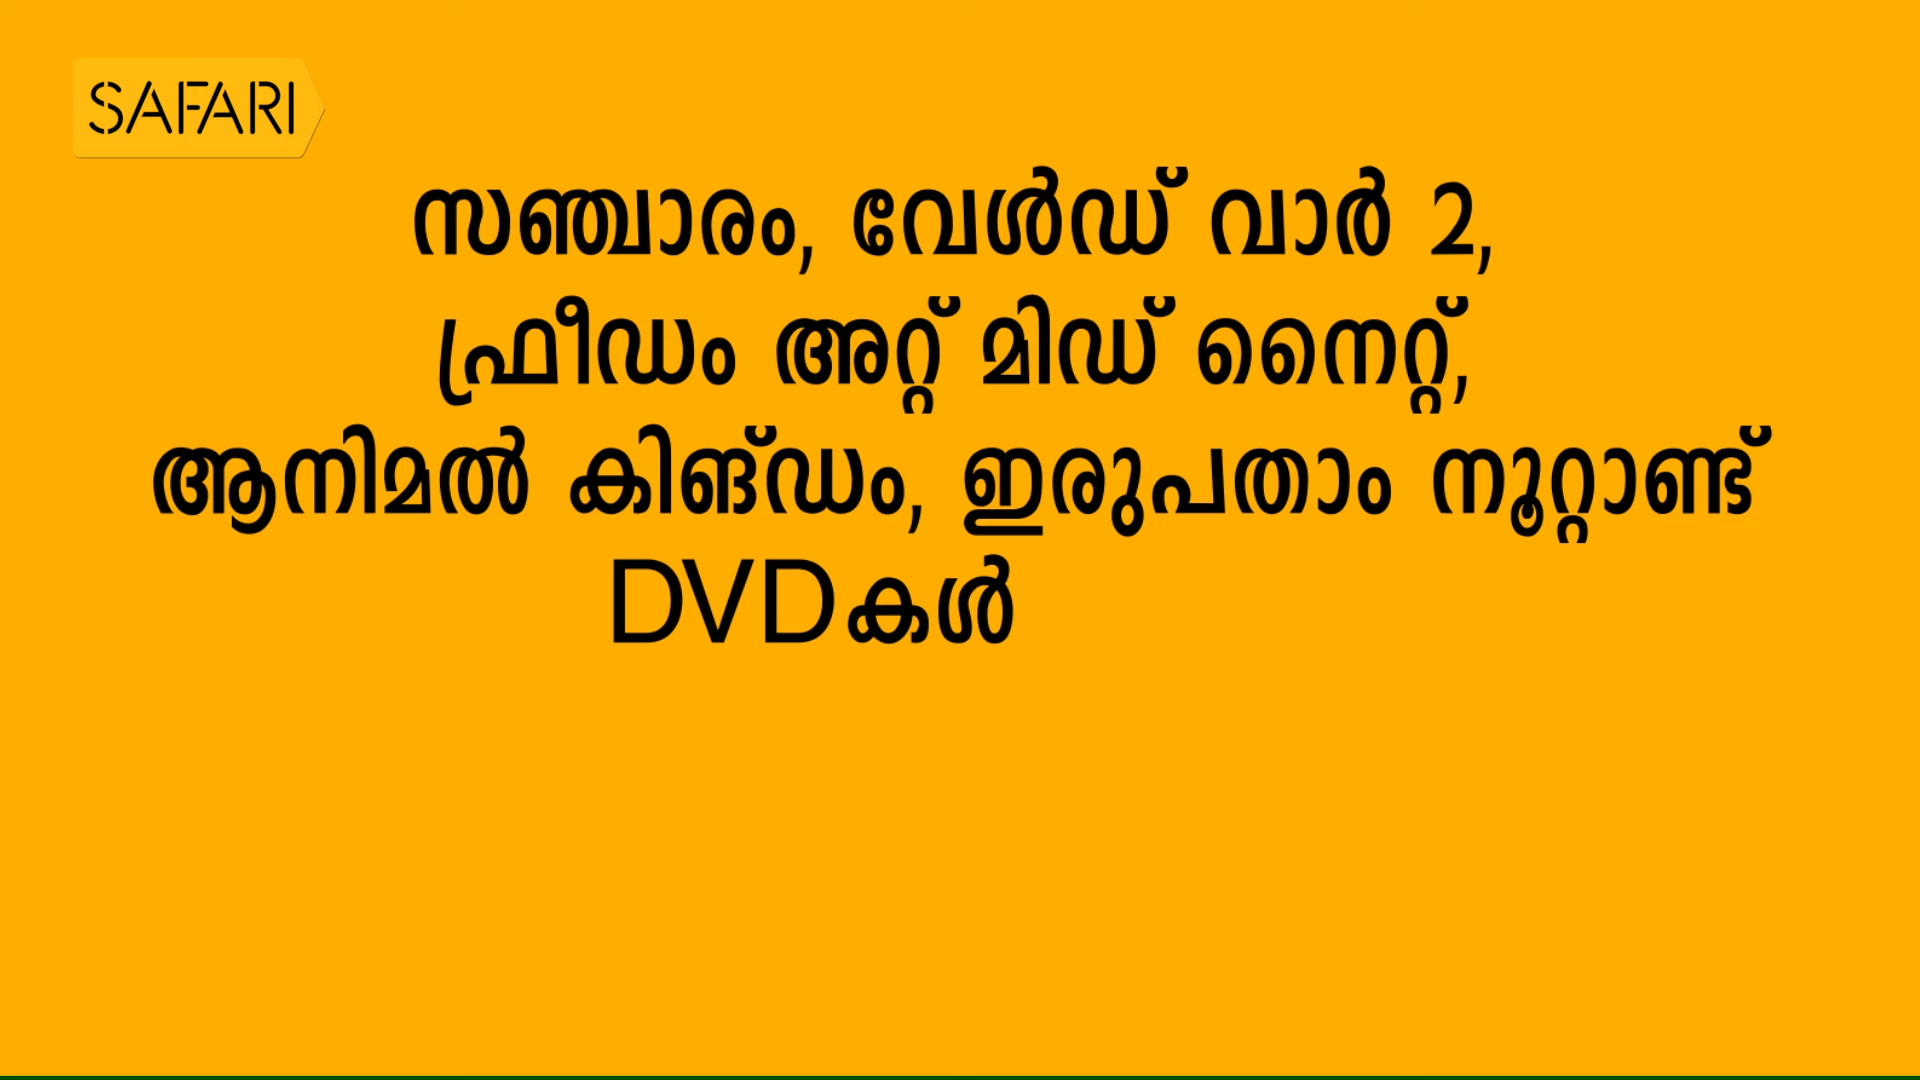 SAFARI
സഞ്ചാരം, വേൾഡ് വാർ 2,
ഫ്രീഡം അറ്റ് മിഡ് നൈറ്റ്,
ആനിമൽ കിങ്ഡം, ഇരുപതാം നൂറ്റാണ്ട്
DVDകൾ